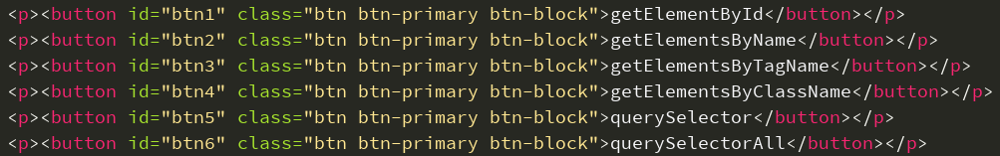 <p><button id="btn1" class="btn btn-primary btn-block">getElementById</button></p>
<p><button id="btn2" class="btn btn-primary btn-block">getElementsByName</button></p>
<p><button id="btn3" class="btn btn-primary btn-block">getElementsByTagName</button></p>
<p><button id="btn4" class="btn btn-primary btn-block">getElementsByClassName</button></p>
<p><button id="btn5" class="btn btn-primary btn-block">querySelector</button></p>
<p><button id="btn6" class="btn btn-primary btn-block">querySelectorAll</button></p>